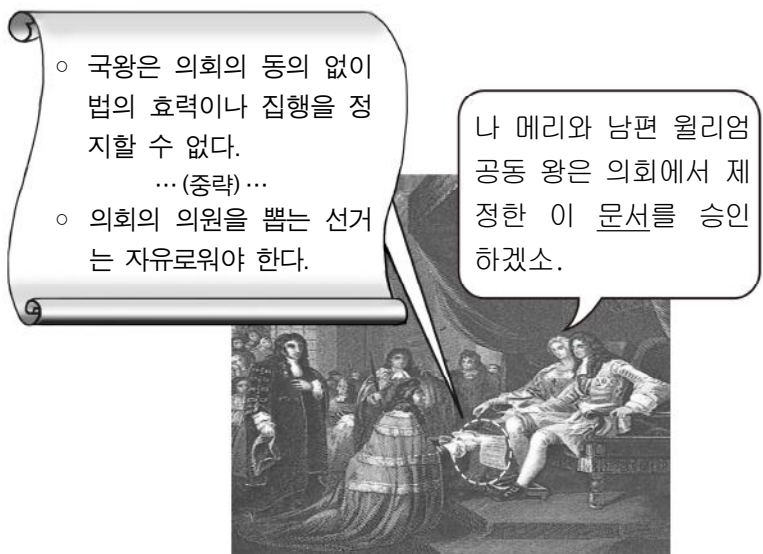 ○ 국왕은 의회의 동의 없이
법의 효력이나 집행을 정
지할 수 없다.
… (중략) …
○ 의회의 의원을 뽑는 선거
는 자유로워야 한다.
나 메리와 남편 윌리엄
공동 왕은 의회에서 제
정한 이 문서를 승인
하겠소.